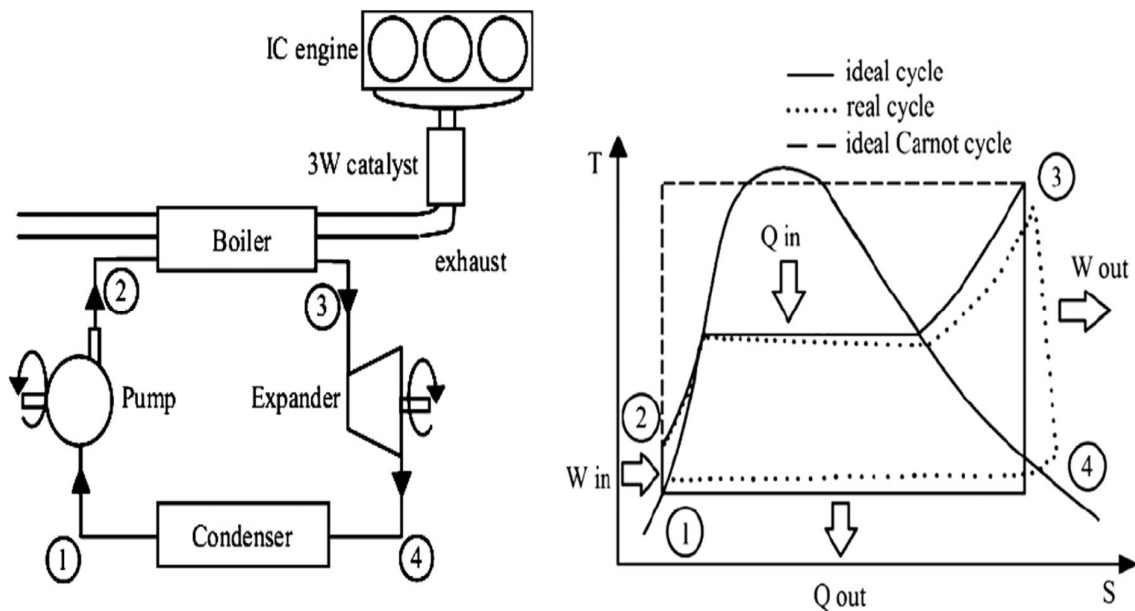 IC engine
3W catalyst
Boiler
exhaust
2
3
Pump
Expander
Condenser
1
4
ideal cycle
real cycle
ideal Carnot cycle
T
3
Q in
W out
2
W in
4
1
Q out
S